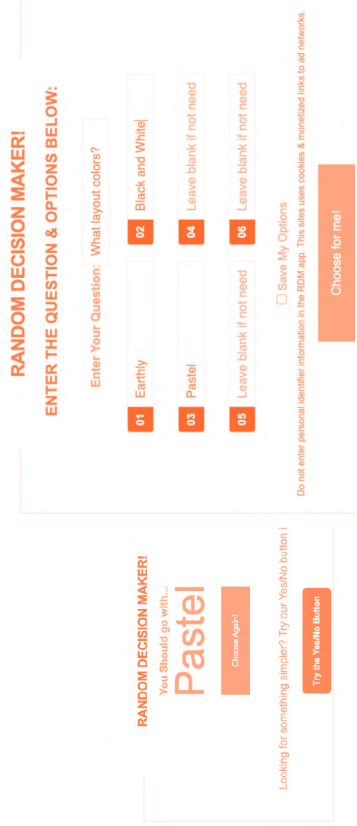 RANDOM DECISION MAKER!
ENTER THE QUESTION & OPTIONS BELOW:
Enter Your Question: What layout colors?
01 Earthly
02 Black and White
03 Pastel
04 Leave blank if not need
05 Leave blank if not need
06 Leave blank if not need
Save My Options
Do not enter personal identifier information in the RDM app. This sites uses cookies & monetized links to ad networks.
Choose for me!
RANDOM DECISION MAKER!
You Should go with...
Pastel
Choose Again!
Looking for something simpler? Try our Yes/No button
Try the Yes/No Button